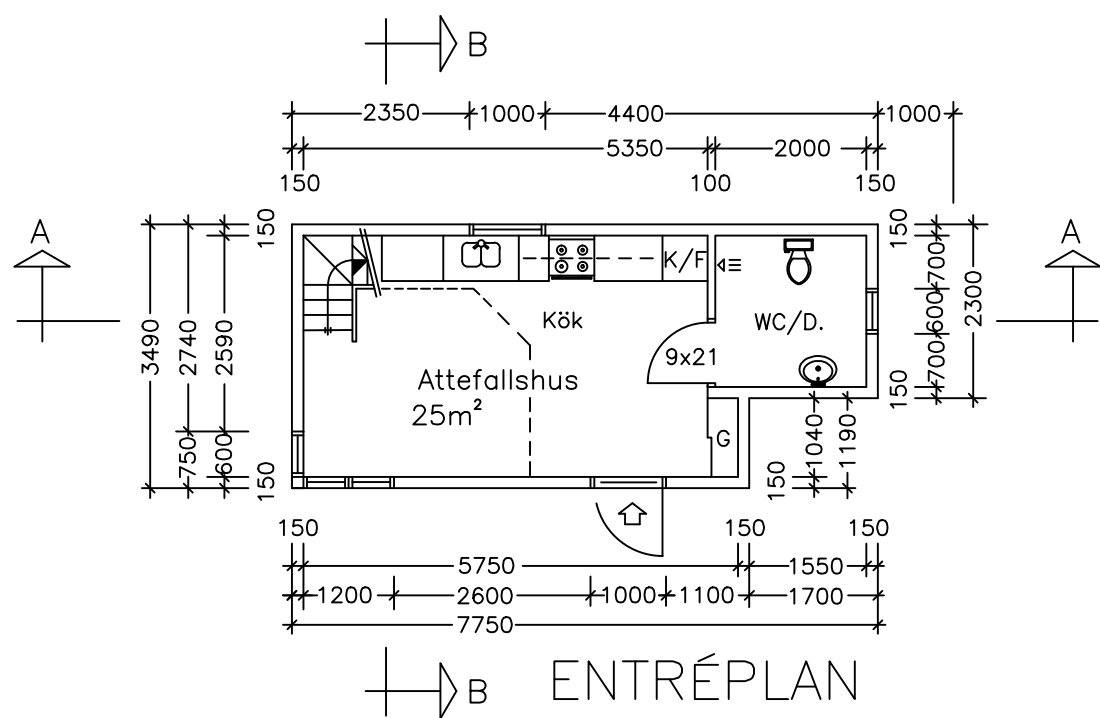 B
2350 1000 4400 1000
5350 2000
150 100 150
A
A
150
150
3490
2740
2590
700
600
700
2300
K/F
Kök
WC/D.
9x21
Attefallshus
25m²
G
750
600
150
150
1040
1190
150
150 150 150
5750 1550
1200 2600 1000 1100 1700
7750
B
ENTRÉPLAN